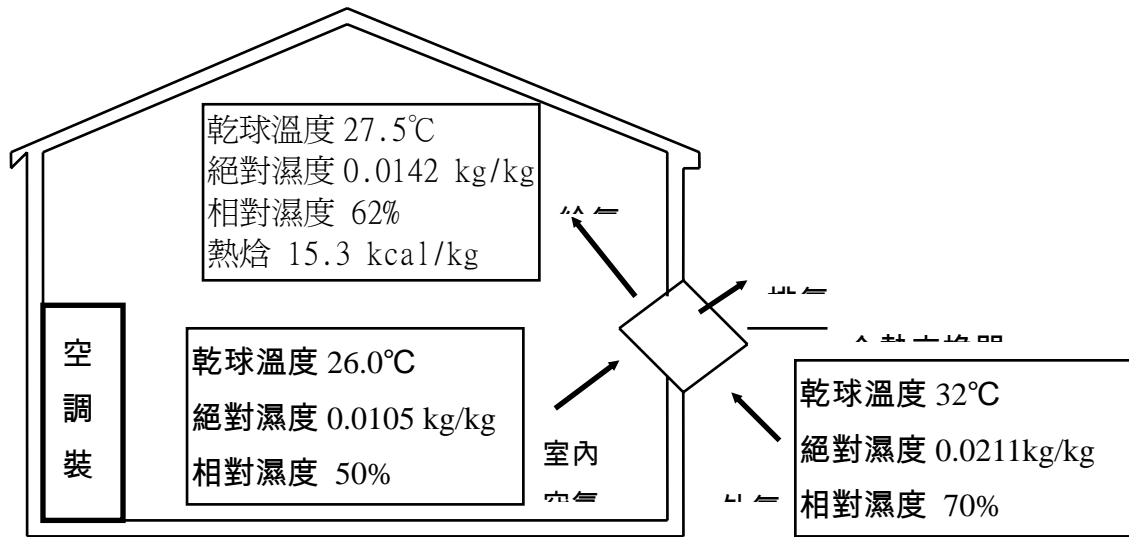 乾球溫度 27.5℃
絕對濕度 0.0142 kg/kg
相對濕度 62%
熱焓 15.3 kcal/kg
空
調
裝
乾球溫度 26.0℃
絕對濕度 0.0105 kg/kg
相對濕度 50%
室內
乾球溫度 32℃
絕對濕度 0.0211kg/kg
相對濕度 70%